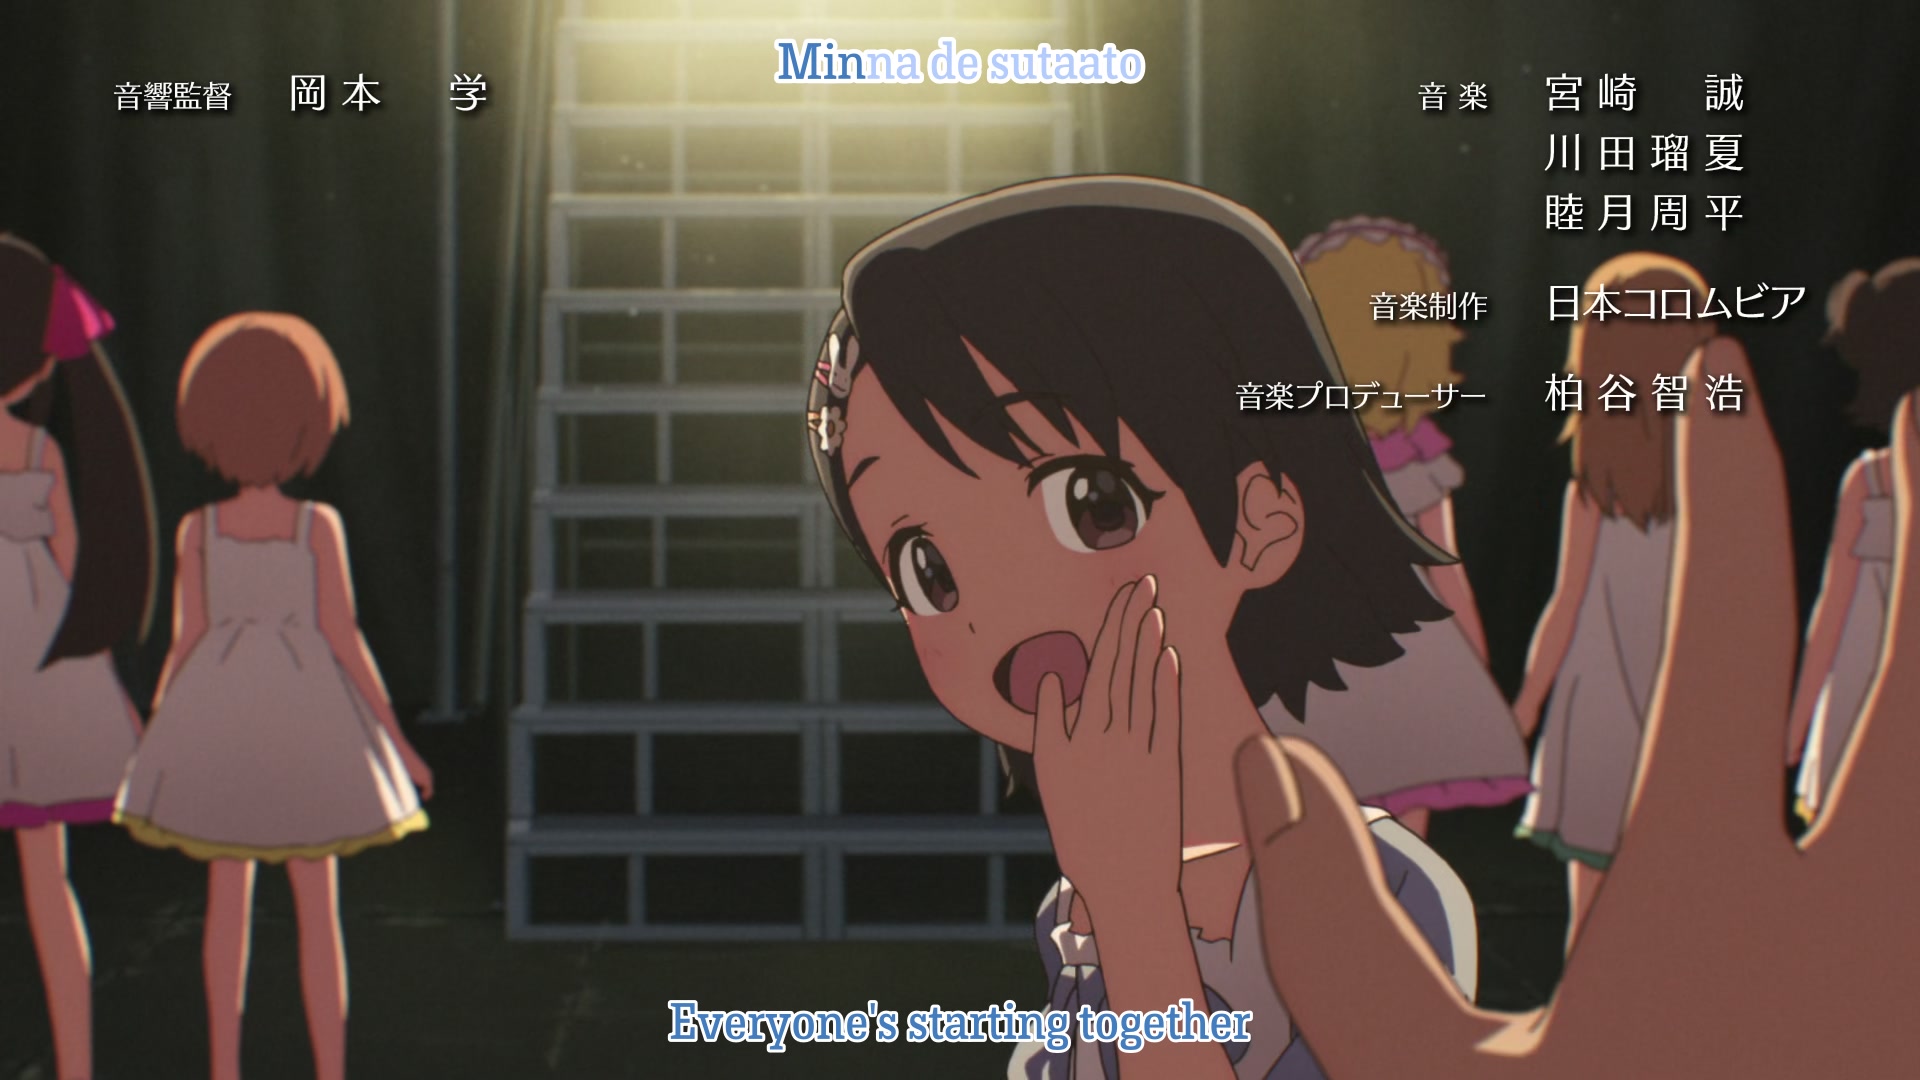 Minna de sutaato
音響監督 岡本 学
音楽 宮崎 誠
川田瑠夏
睦月周平
音楽制作 日本コロムビア
音楽プロデューサー 柏谷智浩
Everyone's starting together